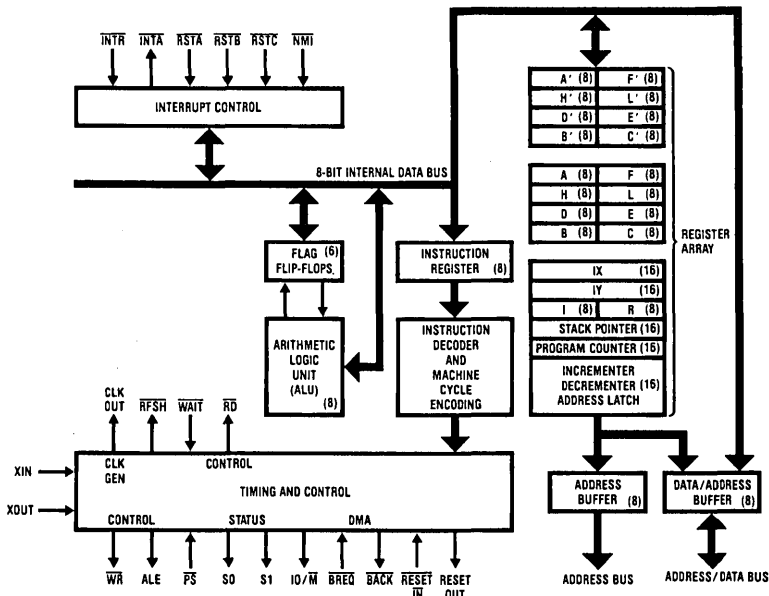 INTR INTA RSTA RSTB RSTC NMI
INTERRUPT CONTROL
8-BIT INTERNAL DATA BUS
A' (8) F' (8)
H' (8) L' (8)
D' (8) E' (8)
B' (8) C' (8)
A (8) F (8)
H (8) L (8)
D (8) E (8)
B (8) C (8)
IX (16)
IY (16)
I (8) R (8)
STACK POINTER (16)
PROGRAM COUNTER (16)
INCREMENTER
DECREMENTER (16)
ADDRESS LATCH
REGISTER
ARRAY
FLAG (6)
FLIP-FLOPS
INSTRUCTION
REGISTER (8)
ARITHMETIC
LOGIC
UNIT
(ALU)
(8)
INSTRUCTION
DECODER
AND
MACHINE
CYCLE
ENCODING
CLK
OUT RFSH WAIT RD
CLK
GEN
CONTROL
XIN
XOUT
TIMING AND CONTROL
CONTROL STATUS DMA
WR ALE PS S0 S1 IO/M BREQ BACK RESET
IN RESET
OUT
ADDRESS
BUFFER (8)
DATA/ADDRESS
BUFFER (8)
ADDRESS BUS
ADDRESS/DATA BUS